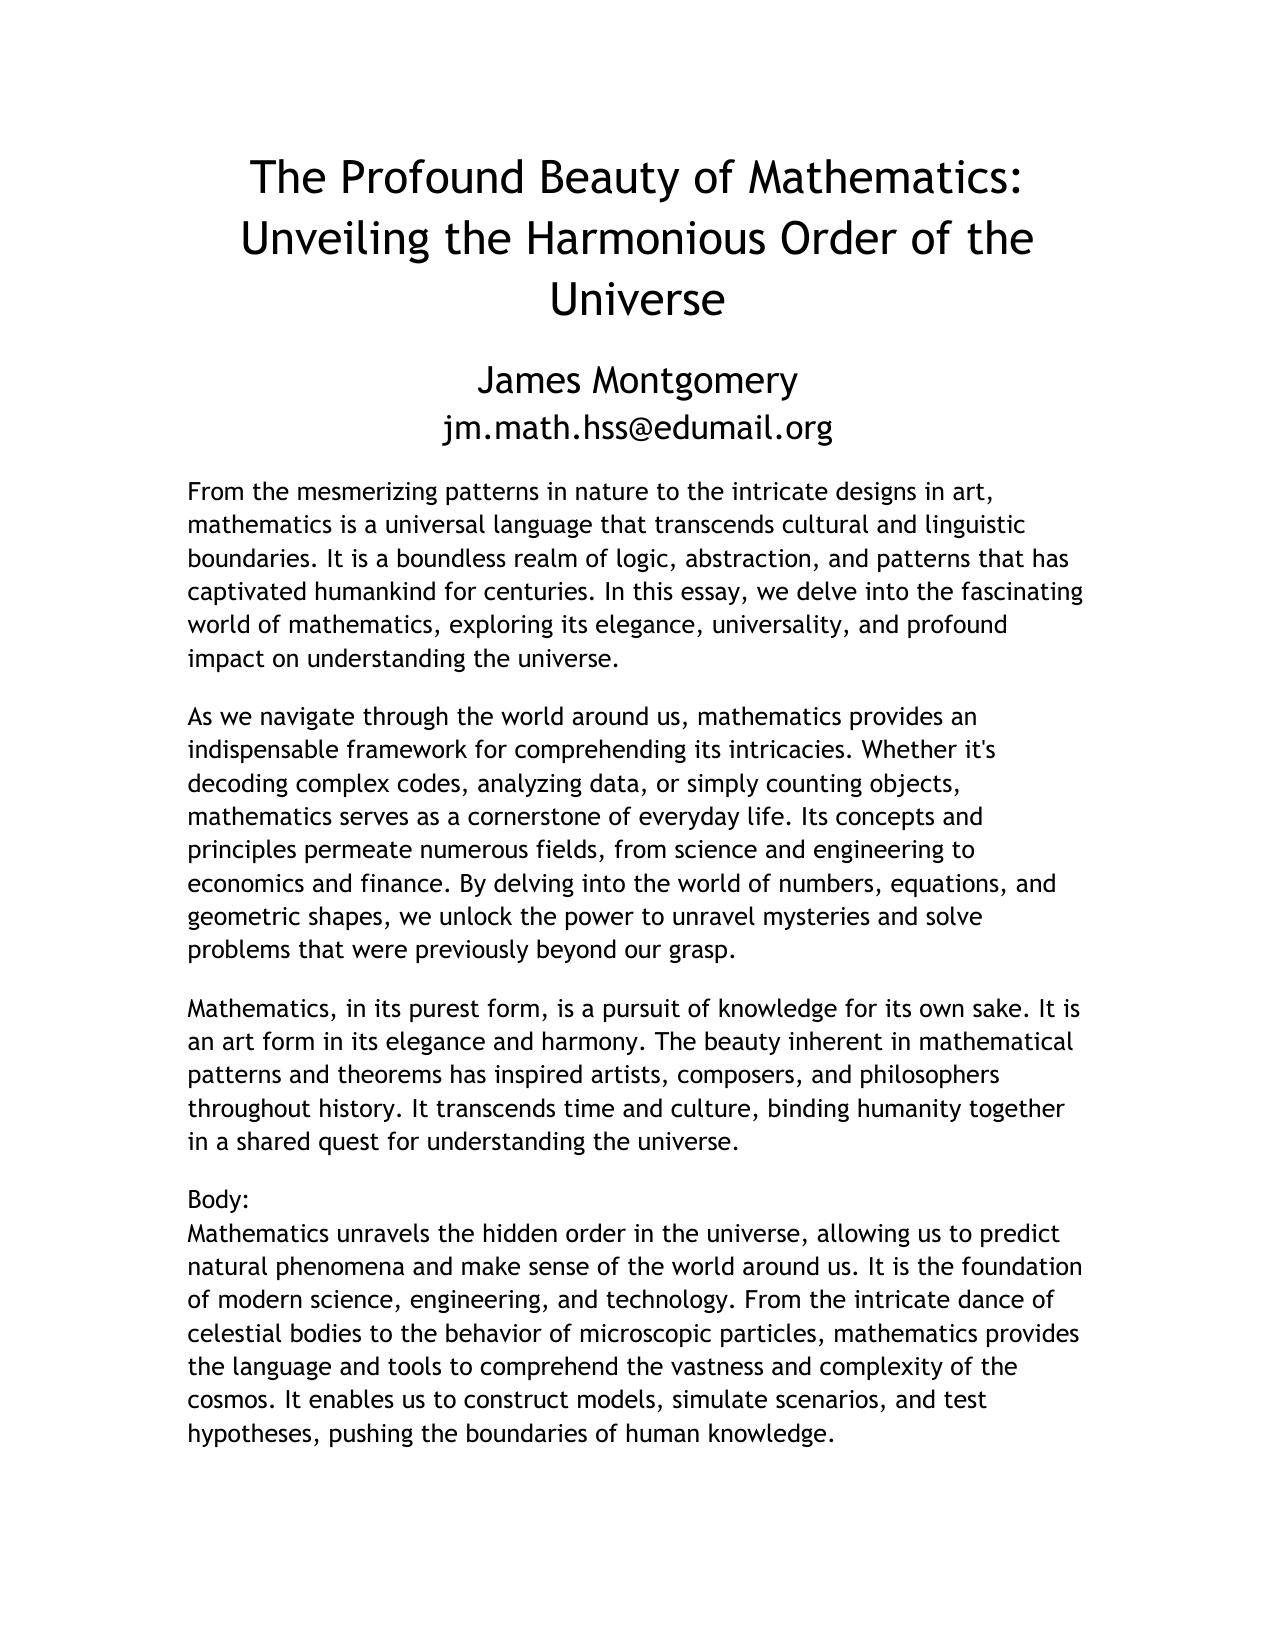 The Profound Beauty of Mathematics:
Unveiling the Harmonious Order of the
Universe
James Montgomery
jm.math.hss@edumail.org
From the mesmerizing patterns in nature to the intricate designs in art,
mathematics is a universal language that transcends cultural and linguistic
boundaries. It is a boundless realm of logic, abstraction, and patterns that has
captivated humankind for centuries. In this essay, we delve into the fascinating
world of mathematics, exploring its elegance, universality, and profound
impact on understanding the universe.
As we navigate through the world around us, mathematics provides an
indispensable framework for comprehending its intricacies. Whether it's
decoding complex codes, analyzing data, or simply counting objects,
mathematics serves as a cornerstone of everyday life. Its concepts and
principles permeate numerous fields, from science and engineering to
economics and finance. By delving into the world of numbers, equations, and
geometric shapes, we unlock the power to unravel mysteries and solve
problems that were previously beyond our grasp.
Mathematics, in its purest form, is a pursuit of knowledge for its own sake. It is
an art form in its elegance and harmony. The beauty inherent in mathematical
patterns and theorems has inspired artists, composers, and philosophers
throughout history. It transcends time and culture, binding humanity together
in a shared quest for understanding the universe.
Body:
Mathematics unravels the hidden order in the universe, allowing us to predict
natural phenomena and make sense of the world around us. It is the foundation
of modern science, engineering, and technology. From the intricate dance of
celestial bodies to the behavior of microscopic particles, mathematics provides
the language and tools to comprehend the vastness and complexity of the
cosmos. It enables us to construct models, simulate scenarios, and test
hypotheses, pushing the boundaries of human knowledge.